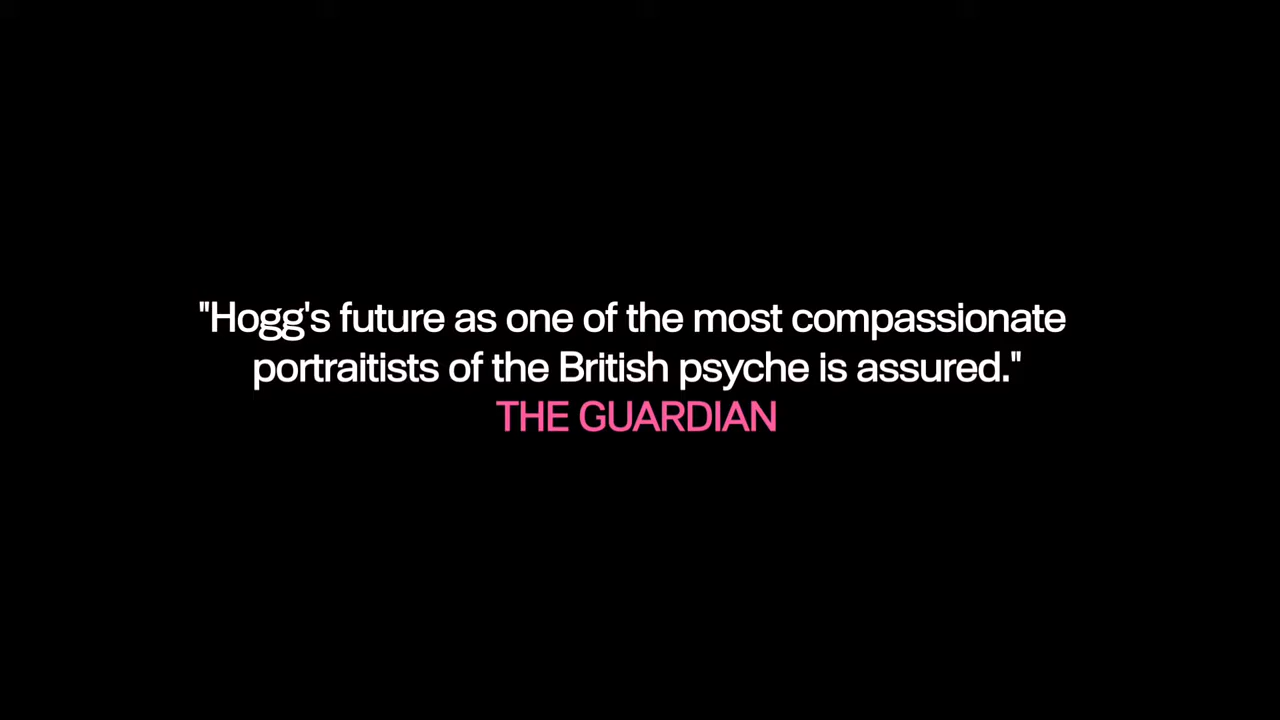 "Hogg's future as one of the most compassionate
portraitists of the British psyche is assured."
THE GUARDIAN